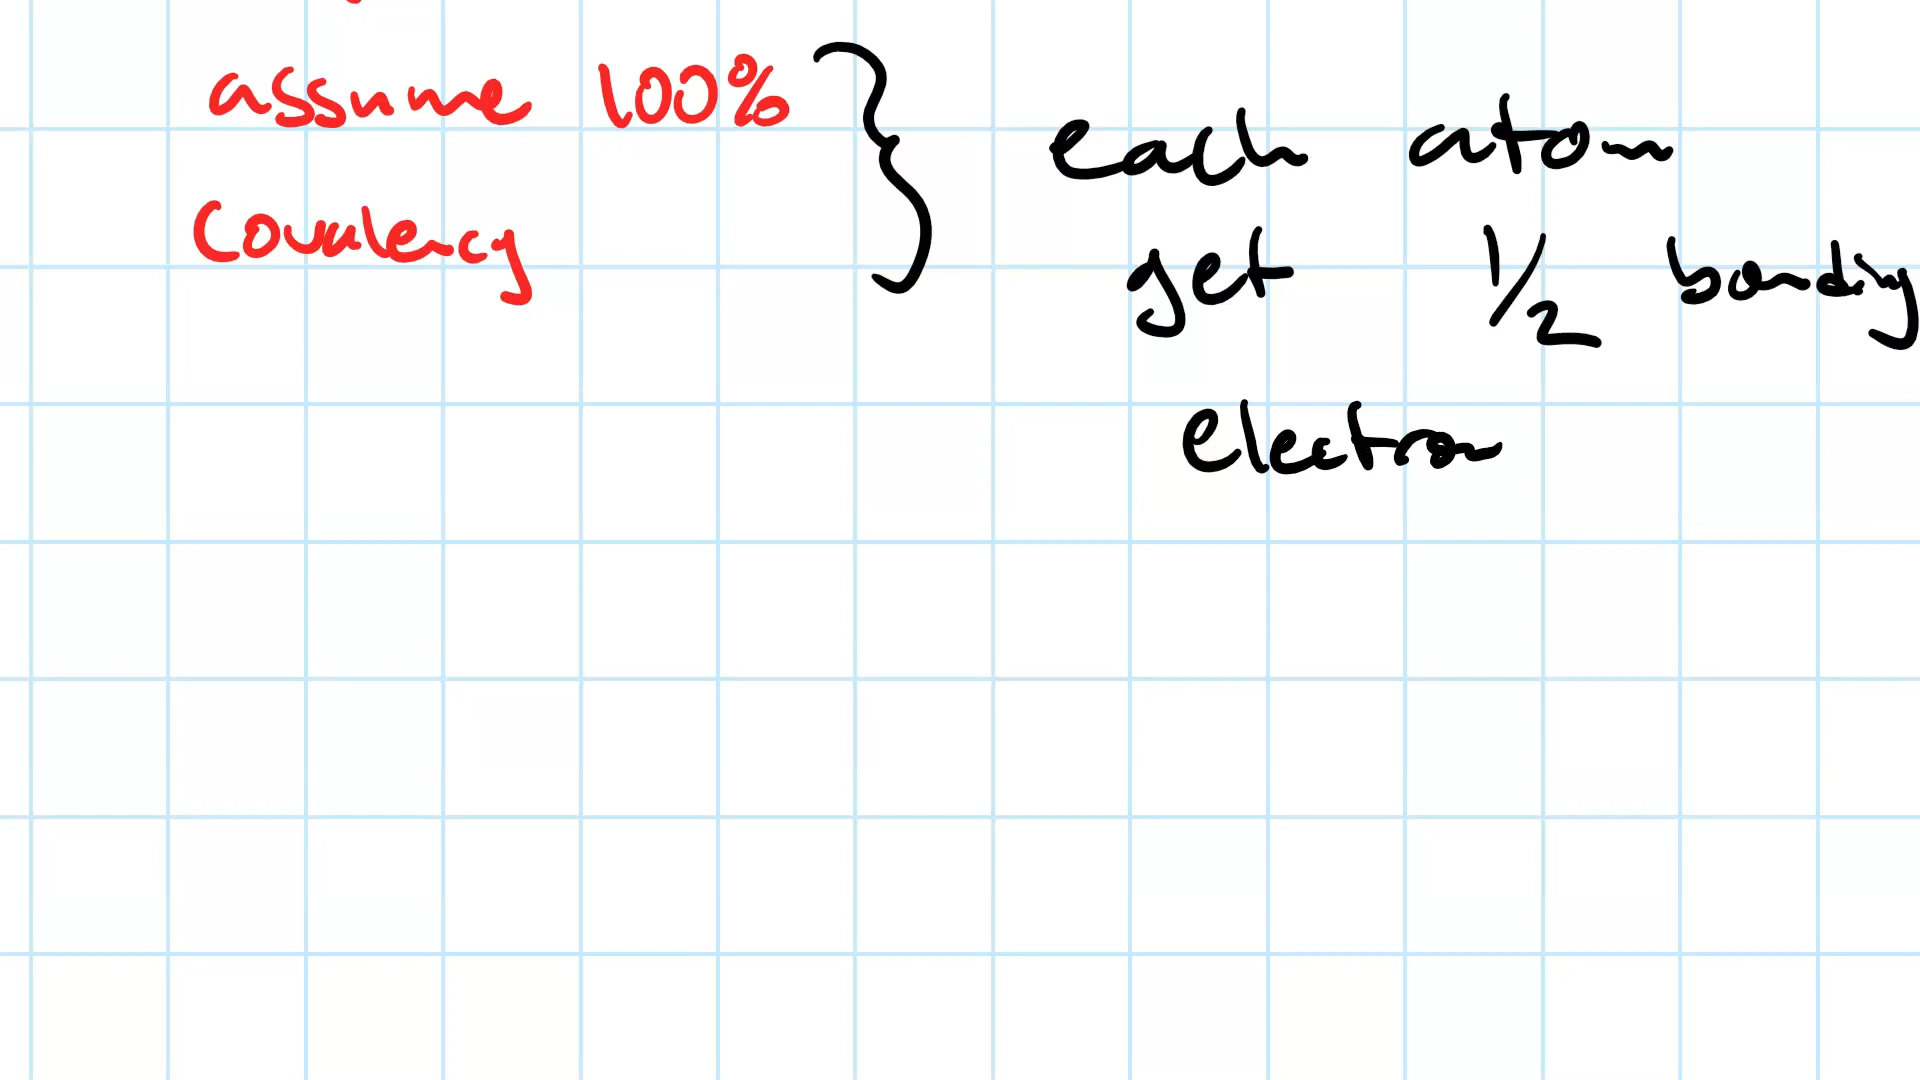 assume 100%
Covalency
each atom
get 1/2 bonding
electron